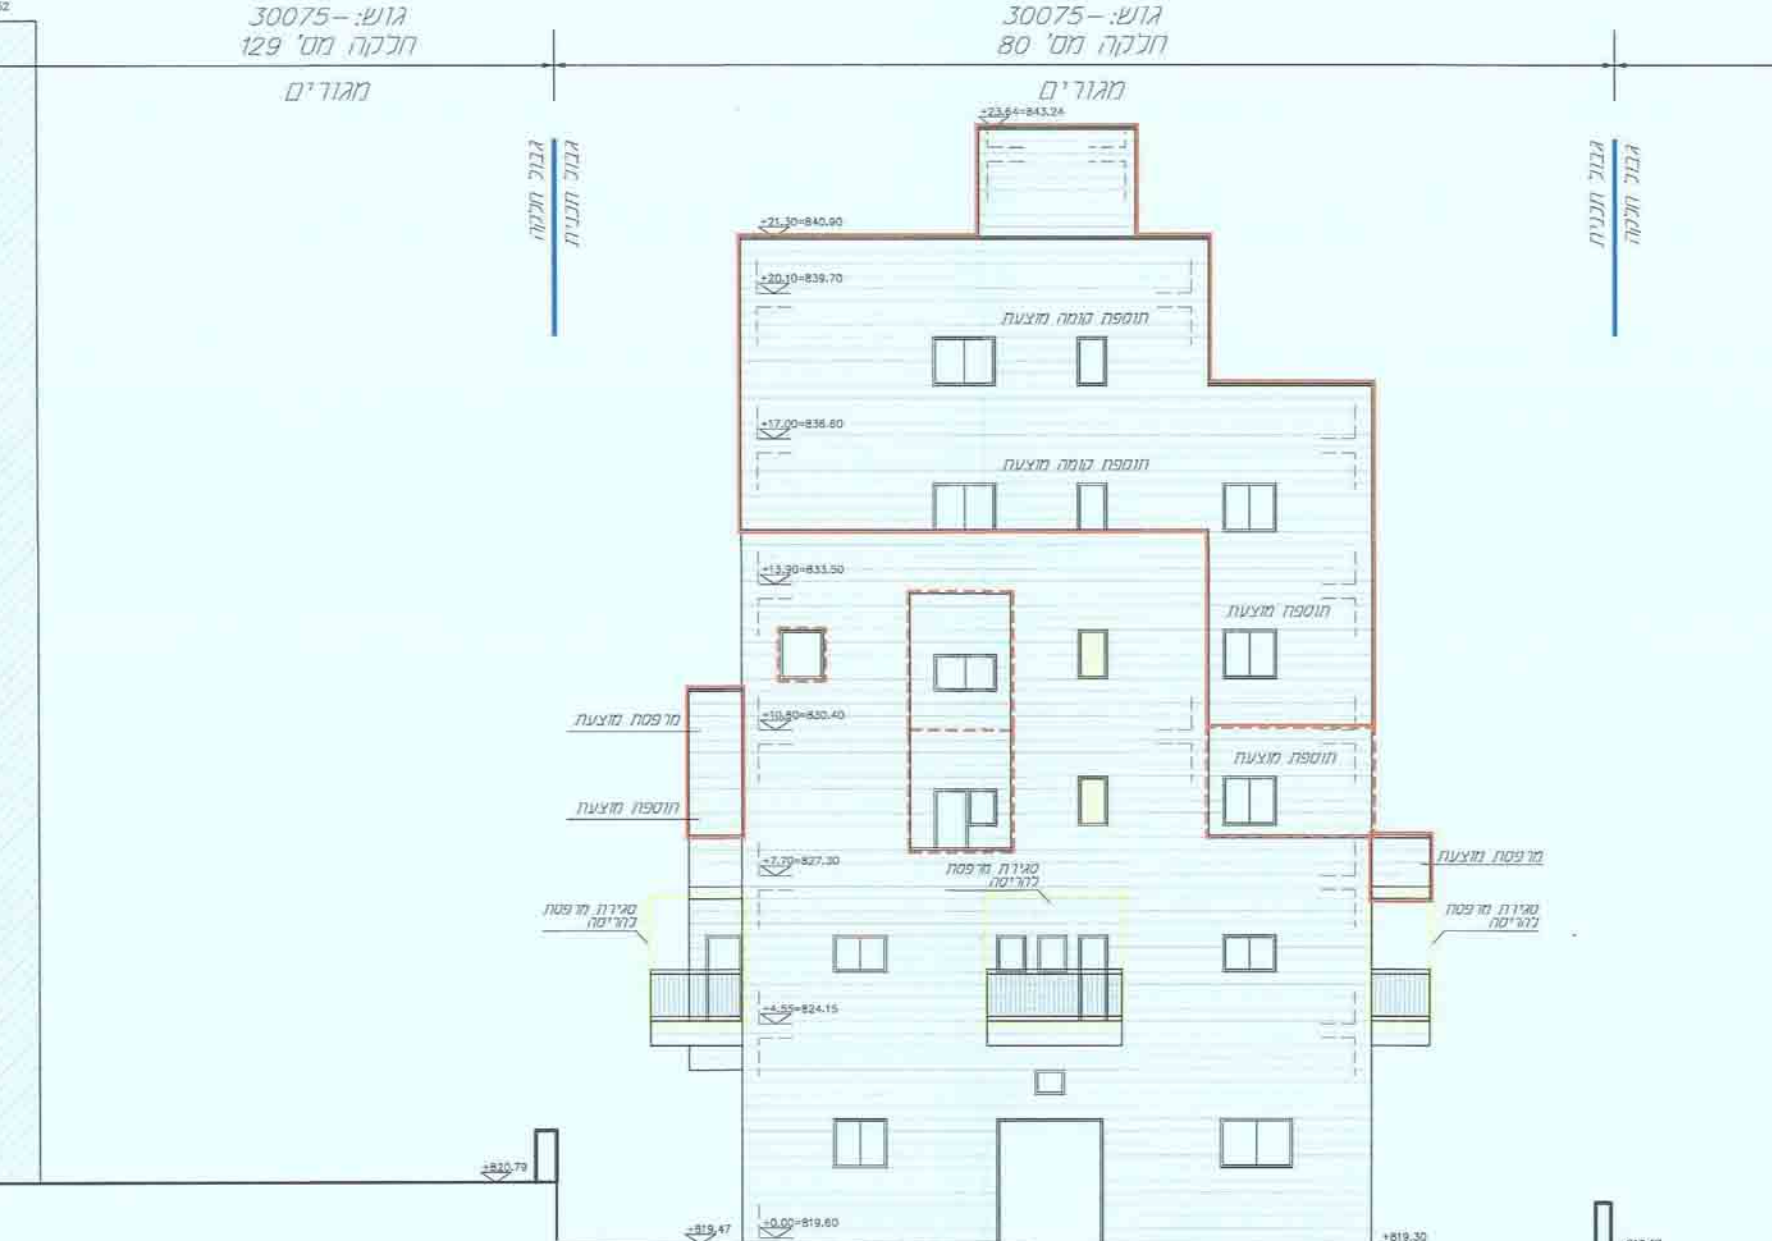 גוש:-30075
חלקה מס' 129
מגורים
גוש:-30075
חלקה מס' 80
מגורים
גבול חלקה
גבול תכנית
גבול תכנית
גבול חלקה
+23.64=843.24
+21.30=840.90
+20.10=839.70
תוספת קומה מוצעת
+17.00=836.60
תוספת קומה מוצעת
+13.90=833.50
תוספת מוצעת
מרפסת מוצעת
+10.80=830.40
תוספת מוצעת
תוספת מוצעת
+7.70=827.30
מרפסת מוצעת
סגירת מרפסת
להריסה
סגירת מרפסת
להריסה
סגירת מרפסת
להריסה
+4.55=824.15
+820.79
+819.47
+0.00=819.60
+819.30